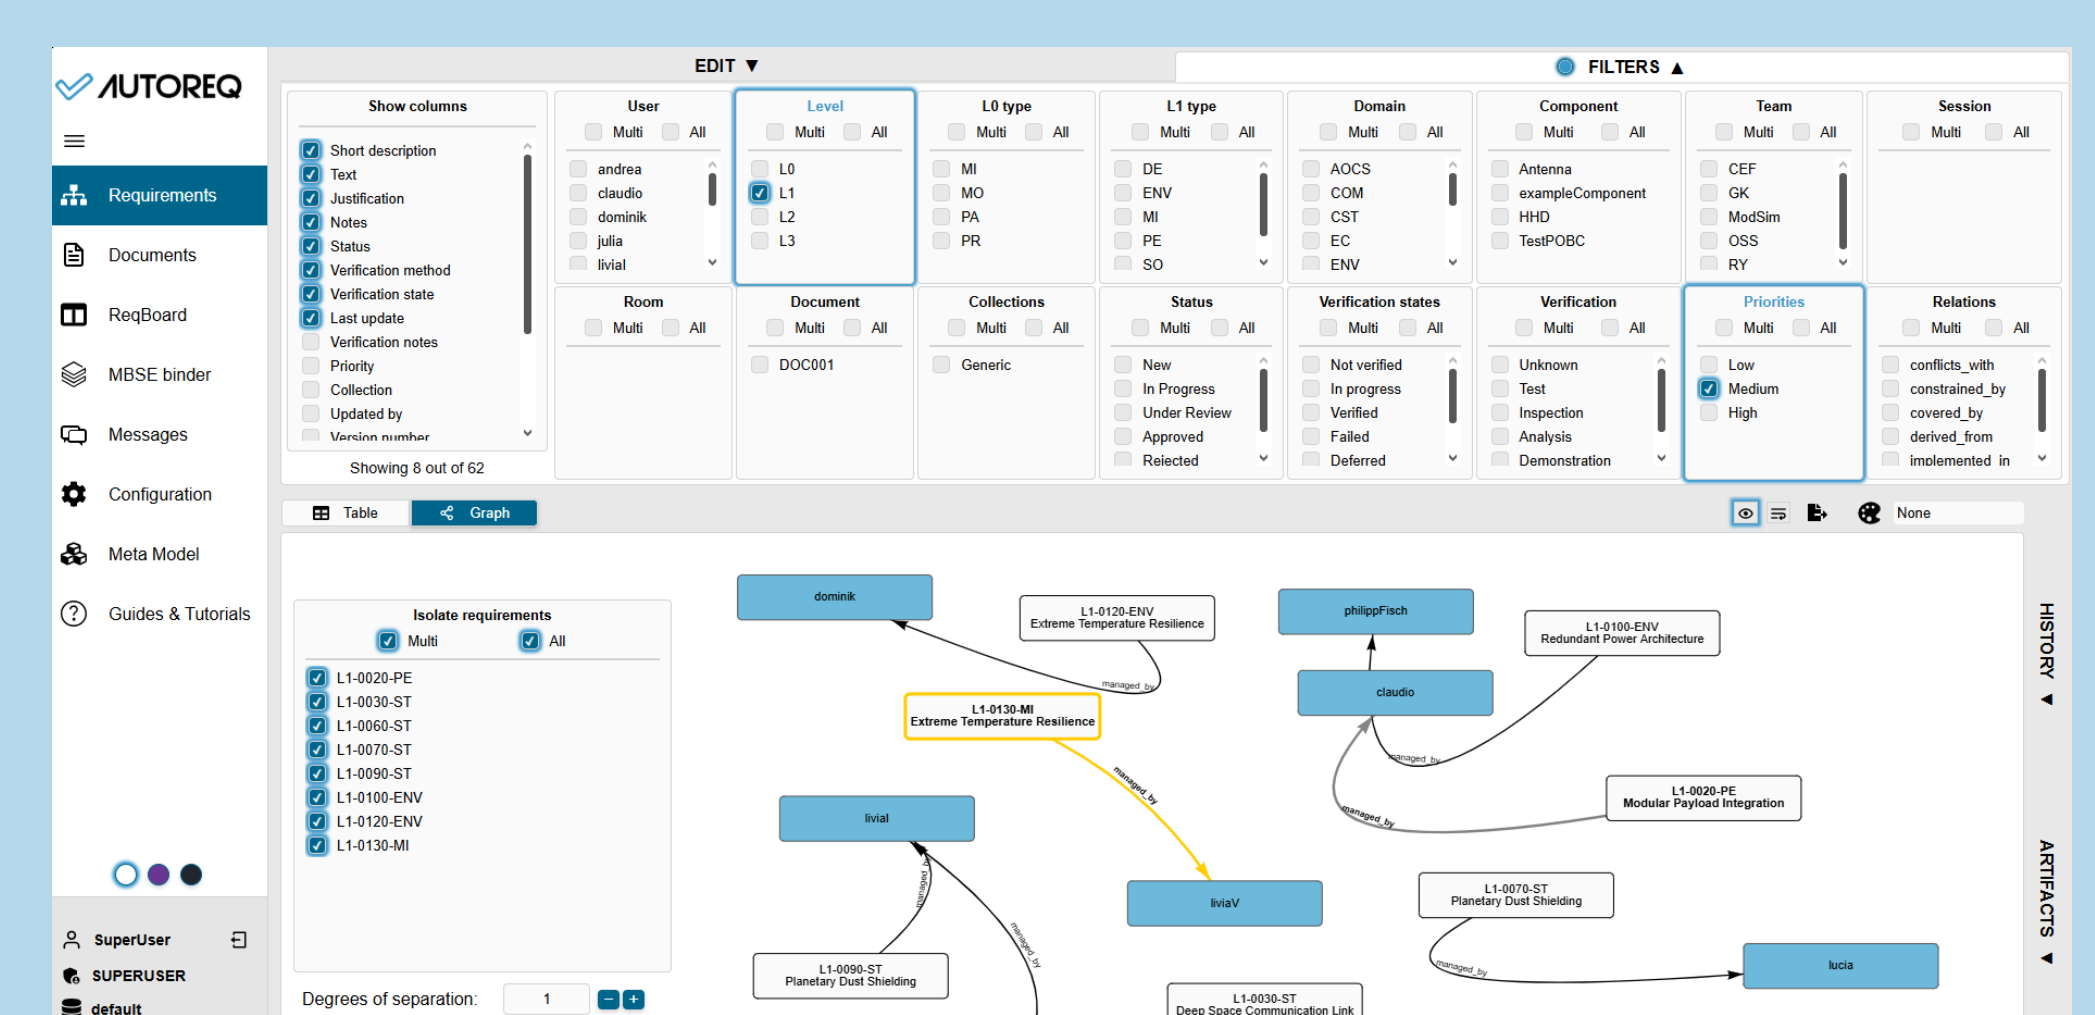 AUTOREQ
Requirements
Documents
ReqBoard
MBSE binder
Messages
Configuration
Meta Model
Guides & Tutorials
SuperUser
SUPERUSER
default
EDIT ▼
FILTERS ▲
Show columns
Short description
Text
Justification
Notes
Status
Verification method
Verification state
Last update
Verification notes
Priority
Collection
Updated by
Version number
Showing 8 out of 62
User
Multi All
andrea
claudio
dominik
julia
livial
Level
Multi All
L0
L1
L2
L3
L0 type
Multi All
MI
MO
PA
PR
L1 type
Multi All
DE
ENV
MI
PE
SO
Domain
Multi All
AOCS
COM
CST
EC
ENV
Component
Multi All
Antenna
exampleComponent
HHD
TestPOBC
Team
Multi All
CEF
GK
ModSim
OSS
RY
Session
Multi All
Room
Multi All
Document
Multi All
DOC001
Collections
Multi All
Generic
Status
Multi All
New
In Progress
Under Review
Approved
Rejected
Verification states
Multi All
Not verified
In progress
Verified
Failed
Deferred
Verification
Multi All
Unknown
Test
Inspection
Analysis
Demonstration
Priorities
Multi All
Low
Medium
High
Relations
Multi All
conflicts_with
constrained_by
covered_by
derived_from
implemented_in
Table
Graph
None
Isolate requirements
Multi All
L1-0020-PE
L1-0030-ST
L1-0060-ST
L1-0070-ST
L1-0090-ST
L1-0100-ENV
L1-0120-ENV
L1-0130-MI
Degrees of separation: 1 − +
dominik
L1-0120-ENV
Extreme Temperature Resilience
managed_by
philippFisch
L1-0100-ENV
Redundant Power Architecture
claudio
managed_by
L1-0130-MI
Extreme Temperature Resilience
managed_by
L1-0020-PE
Modular Payload Integration
managed_by
livial
managed_by
managed_by
liviaV
L1-0070-ST
Planetary Dust Shielding
managed_by
lucia
L1-0090-ST
Planetary Dust Shielding
L1-0030-ST
Deep Space Communication Link
HISTORY ▼
ARTIFACTS ▼